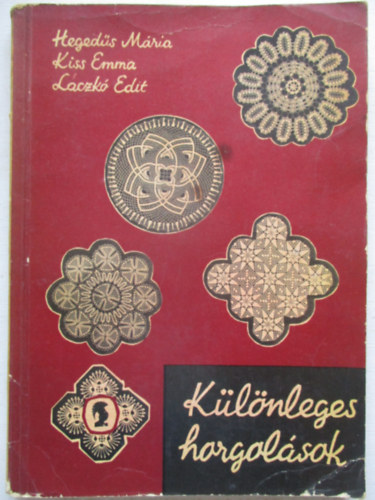 Hegedűs Mária
Kiss Emma
Laczkó Edit
Különleges
horgolások